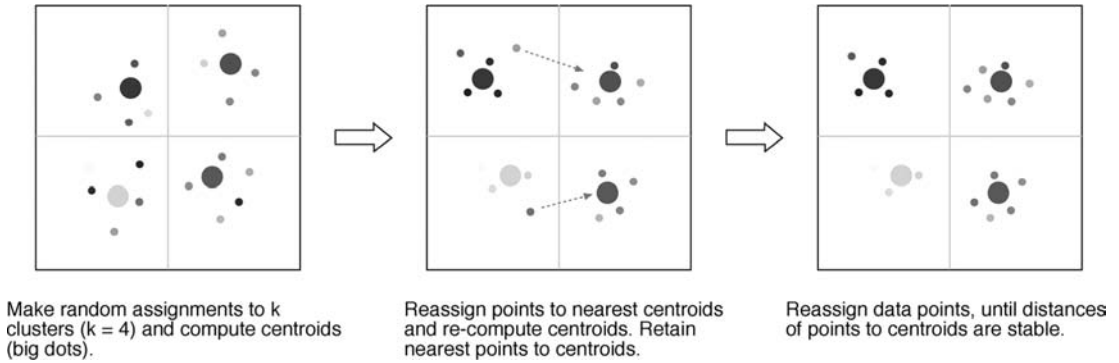 Make random assignments to k
clusters (k = 4) and compute centroids
(big dots).
Reassign points to nearest centroids
and re-compute centroids. Retain
nearest points to centroids.
Reassign data points, until distances
of points to centroids are stable.